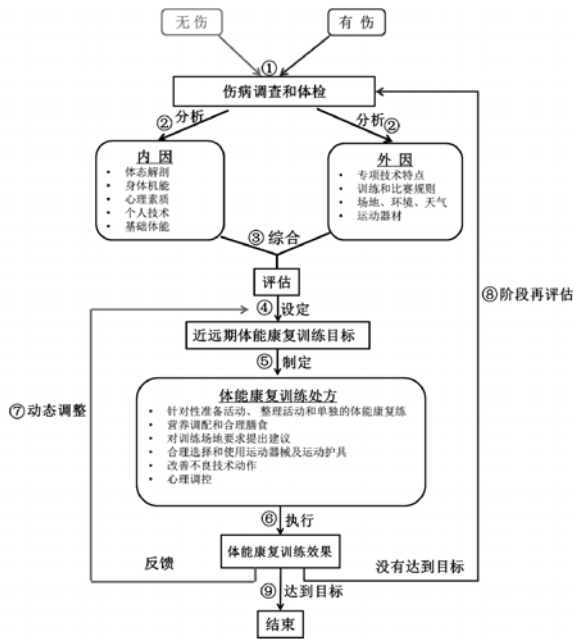 无伤
有伤
①
伤病调查和体检
②分析
分析②
内因
• 体态解剖
• 身体机能
• 心理素质
• 个人技术
• 基础体能
外因
• 专项技术特点
• 训练和比赛规则
• 场地、环境、天气
• 运动器材
③综合
评估
④设定
近远期体能康复训练目标
⑤制定
体能康复训练处方
• 针对性准备活动、整理活动和单独的体能康复练
• 营养调配和合理膳食
• 对训练场地要求提出建议
• 合理选择和使用运动器械及运动护具
• 改善不良技术动作
• 心理调控
⑥执行
体能康复训练效果
⑦动态调整
反馈
⑧阶段再评估
没有达到目标
⑨达到目标
结束